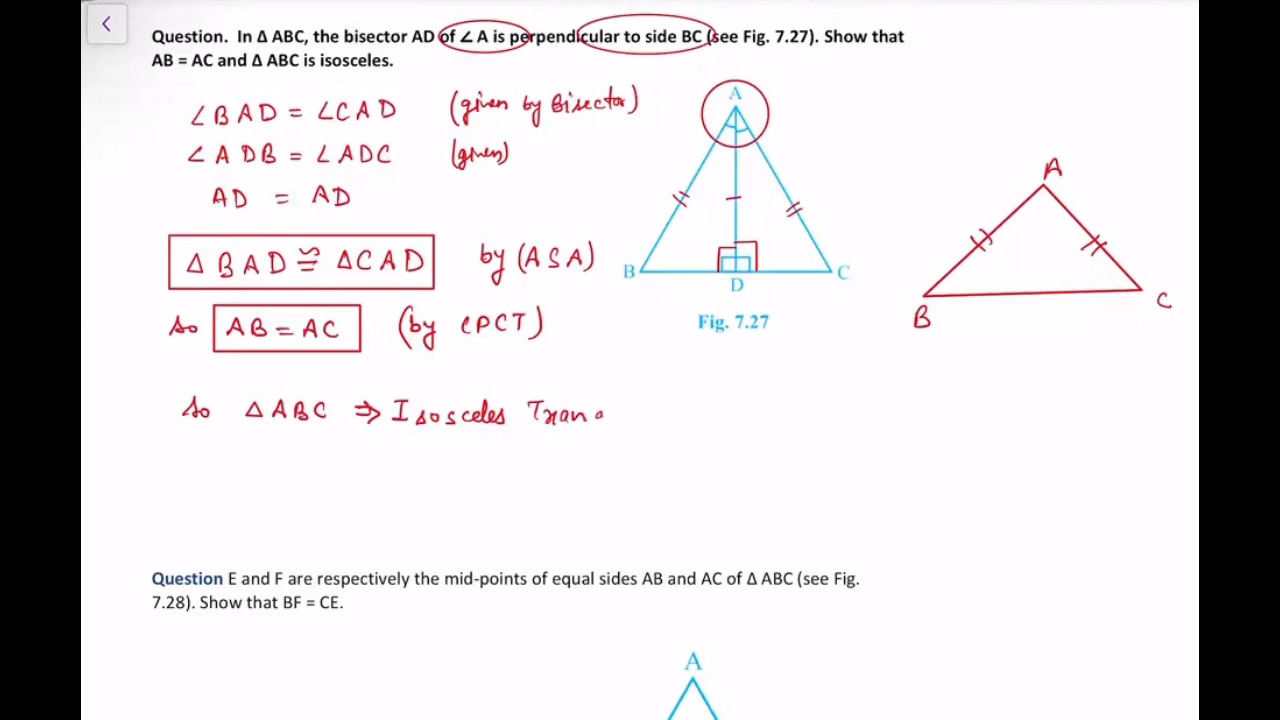 Question. In Δ ABC, the bisector AD of ∠ A is perpendicular to side BC (see Fig. 7.27). Show that
AB = AC and Δ ABC is isosceles.
∠BAD = ∠CAD (given by Bisector)
∠ADB = ∠ADC (given)
AD = AD
Δ BAD ≅ ΔCAD by (ASA)
So AB = AC (by CPCT)
So ΔABC ⇒ Isosceles Tran
A
B
D
C
Fig. 7.27
A
B
C
Question E and F are respectively the mid-points of equal sides AB and AC of Δ ABC (see Fig.
7.28). Show that BF = CE.
A